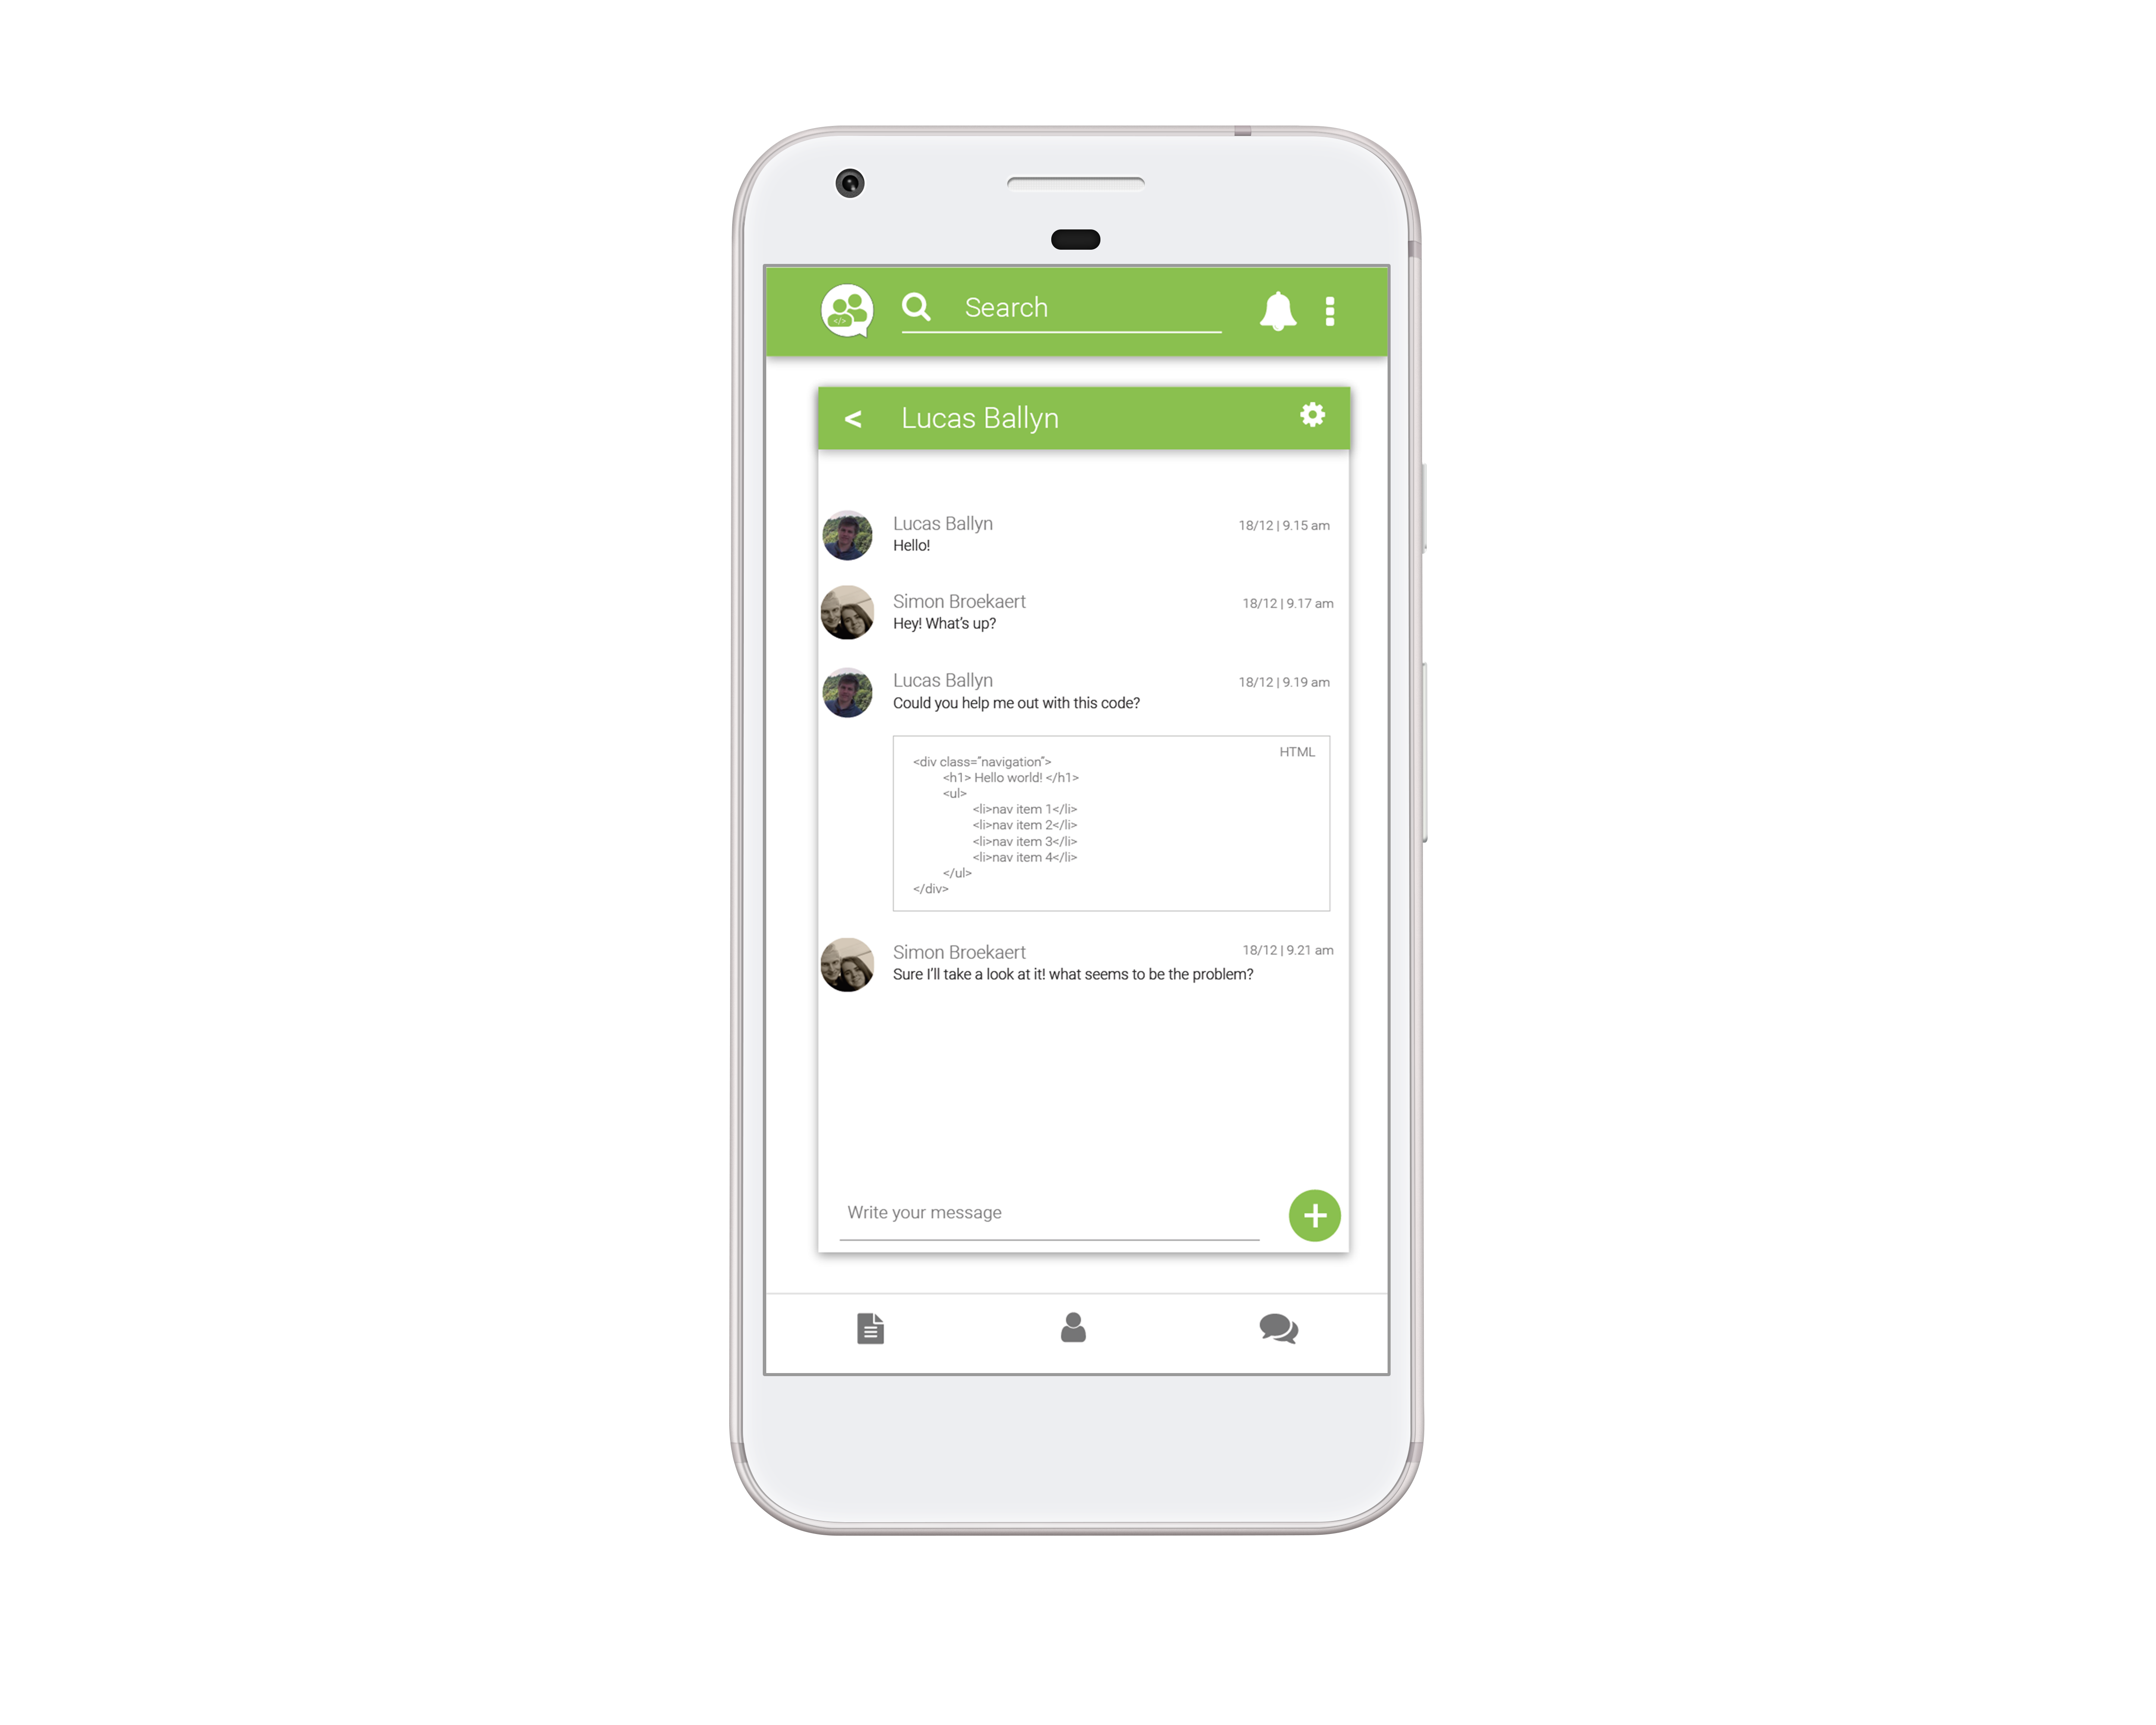 </>
Search
< Lucas Ballyn
Lucas Ballyn 18/12 | 9.15 am
Hello!
Simon Broekaert 18/12 | 9.17 am
Hey! What’s up?
Lucas Ballyn 18/12 | 9.19 am
Could you help me out with this code?
HTML
<div class=”navigation”>
<h1> Hello world! </h1>
<ul>
<li>nav item 1</li>
<li>nav item 2</li>
<li>nav item 3</li>
<li>nav item 4</li>
</ul>
</div>
Simon Broekaert 18/12 | 9.21 am
Sure I’ll take a look at it! what seems to be the problem?
Write your message